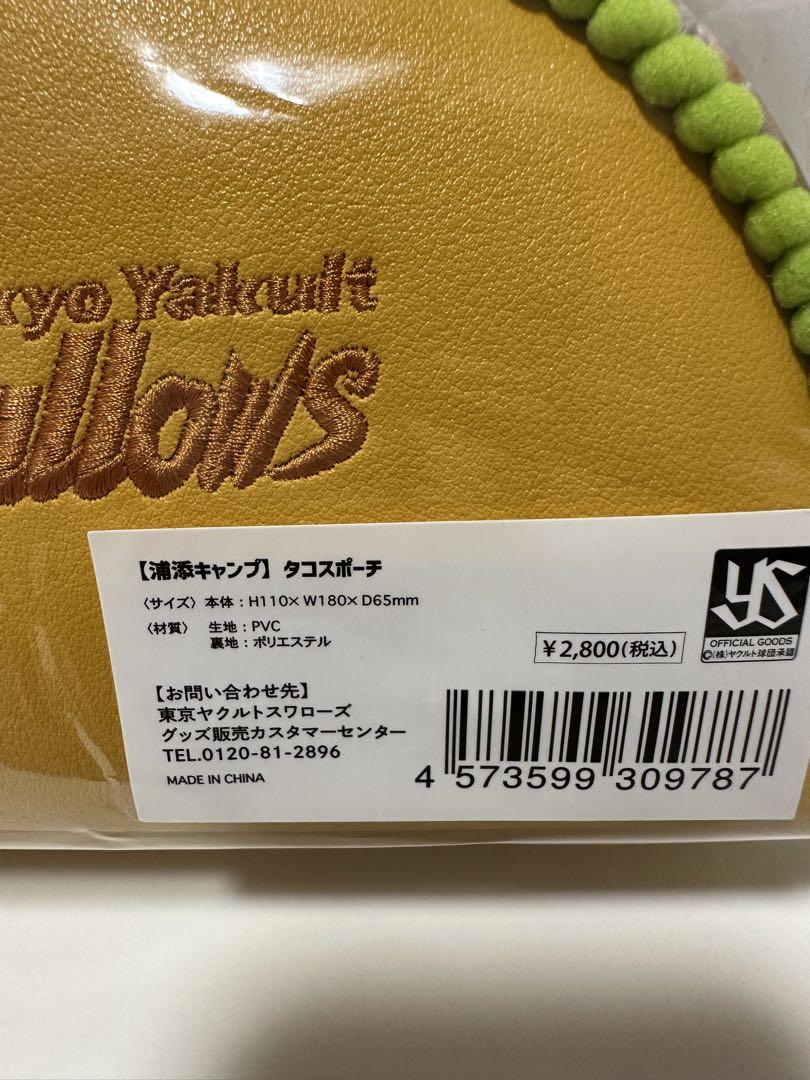 kyo Yakult
allows
【浦添キャンプ】タコスポーチ
〈サイズ〉本体：H110×W180×D65mm
〈材質〉 生地：PVC
裏地：ポリエステル
￥2,800(税込)
YS
OFFICIAL GOODS
©(株)ヤクルト球団承認
【お問い合わせ先】
東京ヤクルトスワローズ
グッズ販売カスタマーセンター
TEL.0120-81-2896
MADE IN CHINA
4 573599 309787